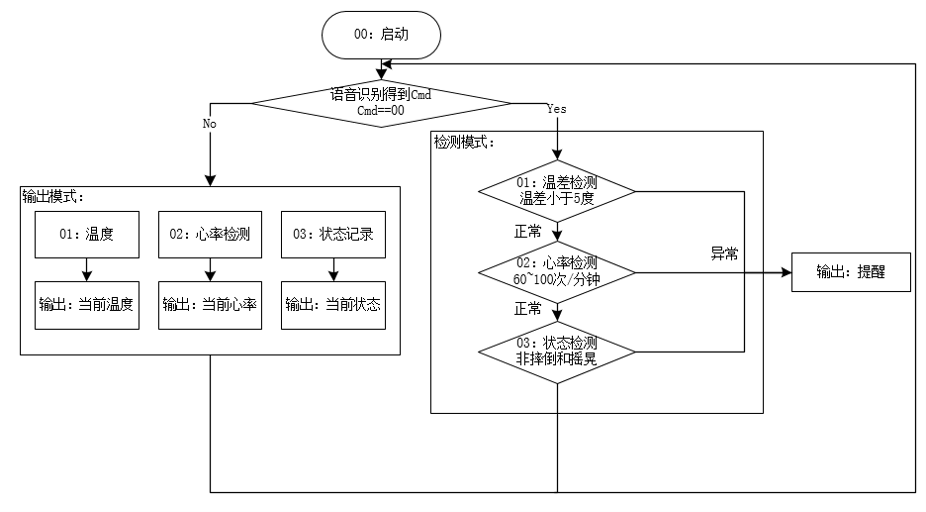 00：启动
语音识别得到Cmd
Cmd==00
No
Yes
输出模式：
01：温度
02：心率检测
03：状态记录
输出：当前温度
输出：当前心率
输出：当前状态
检测模式：
01：温差检测
温差小于5度
正常
02：心率检测
60~100次/分钟
正常
03：状态检测
非摔倒和摇晃
异常
输出：提醒